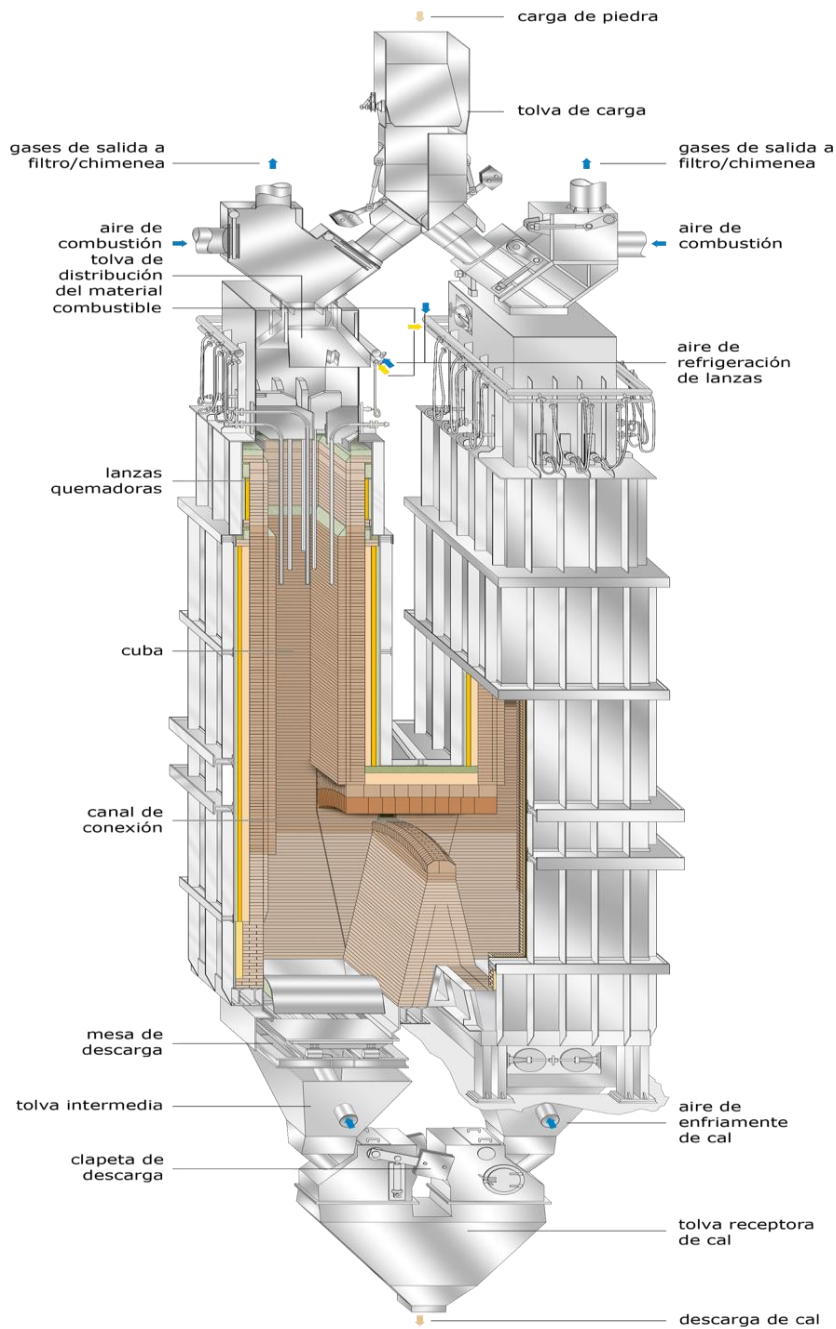 carga de piedra
tolva de carga
gases de salida a
filtro/chimenea
gases de salida a
filtro/chimenea
aire de
combustión
aire de
combustión
tolva de
distribución
del material
combustible
aire de
refrigeración
de lanzas
lanzas
quemadoras
cuba
canal de
conexión
mesa de
descarga
tolva intermedia
aire de
enfriamente
de cal
clapeta de
descarga
tolva receptora
de cal
descarga de cal